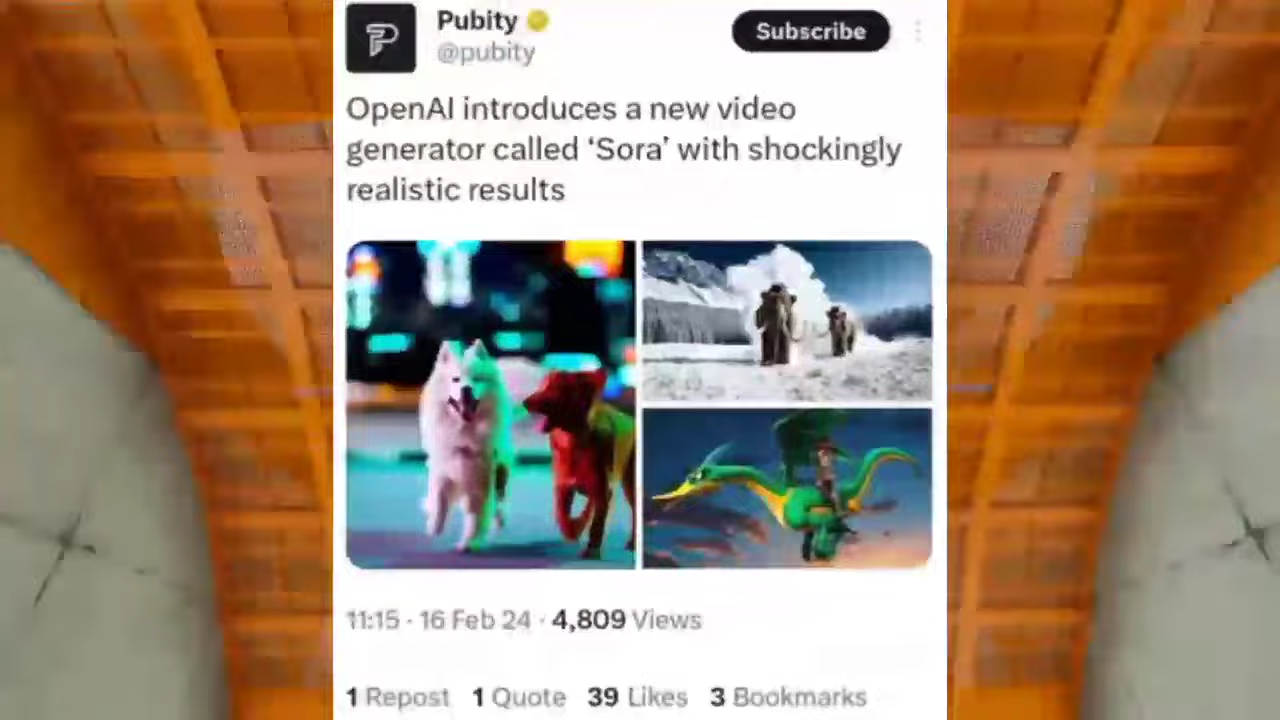 Pubity
@pubity
Subscribe
OpenAI introduces a new video
generator called ‘Sora’ with shockingly
realistic results
11:15 · 16 Feb 24 · 4,809 Views
1 Repost 1 Quote 39 Likes 3 Bookmarks